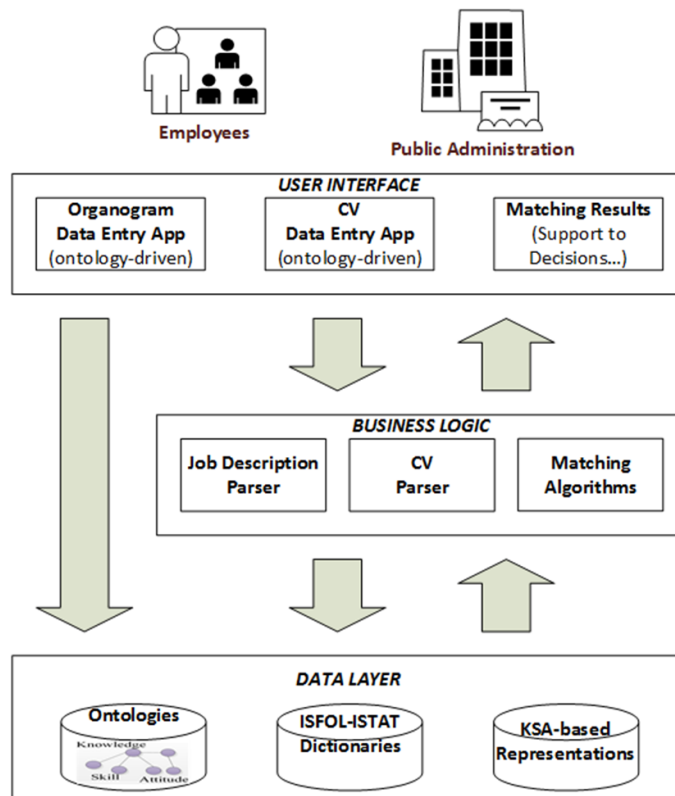 Employees
Public Administration
USER INTERFACE
Organogram
Data Entry App
(ontology-driven)
CV
Data Entry App
(ontology-driven)
Matching Results
(Support to
Decisions...)
BUSINESS LOGIC
Job Description
Parser
CV
Parser
Matching
Algorithms
DATA LAYER
Ontologies
Knowledge
Skill
Attitude
ISFOL-ISTAT
Dictionaries
KSA-based
Representations